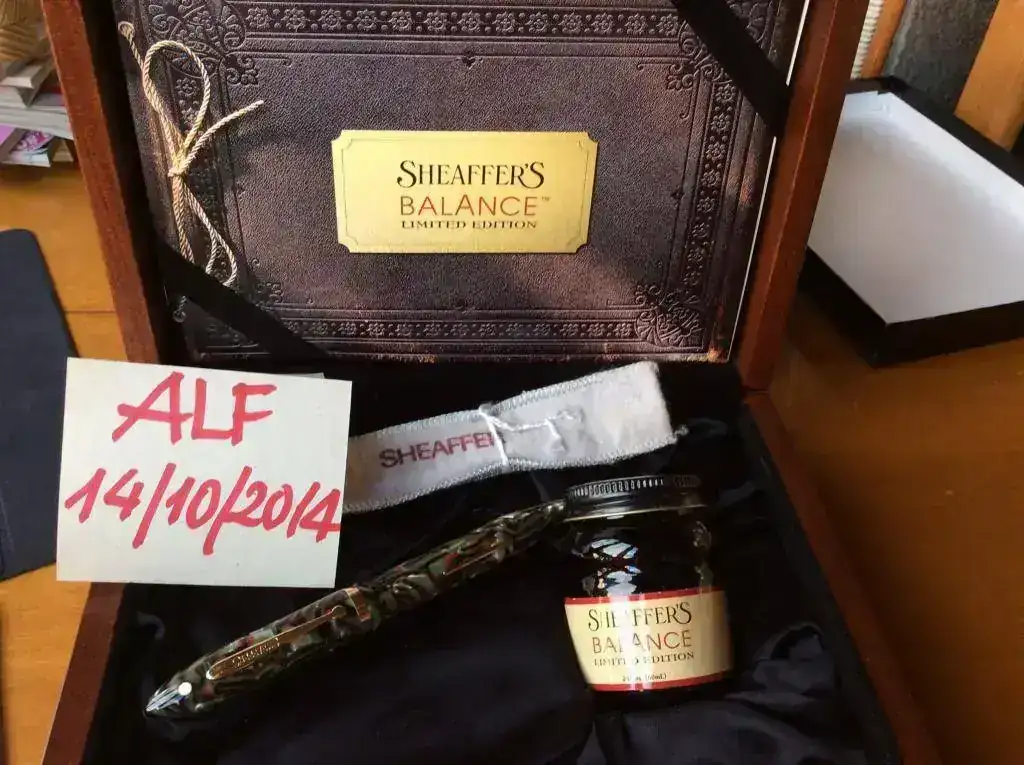 SHEAFFER'S
BALANCE™
LIMITED EDITION
ALF
14/10/2014
SHEAFFER
SHEAFFER'S
BALANCE
LIMITED EDITION